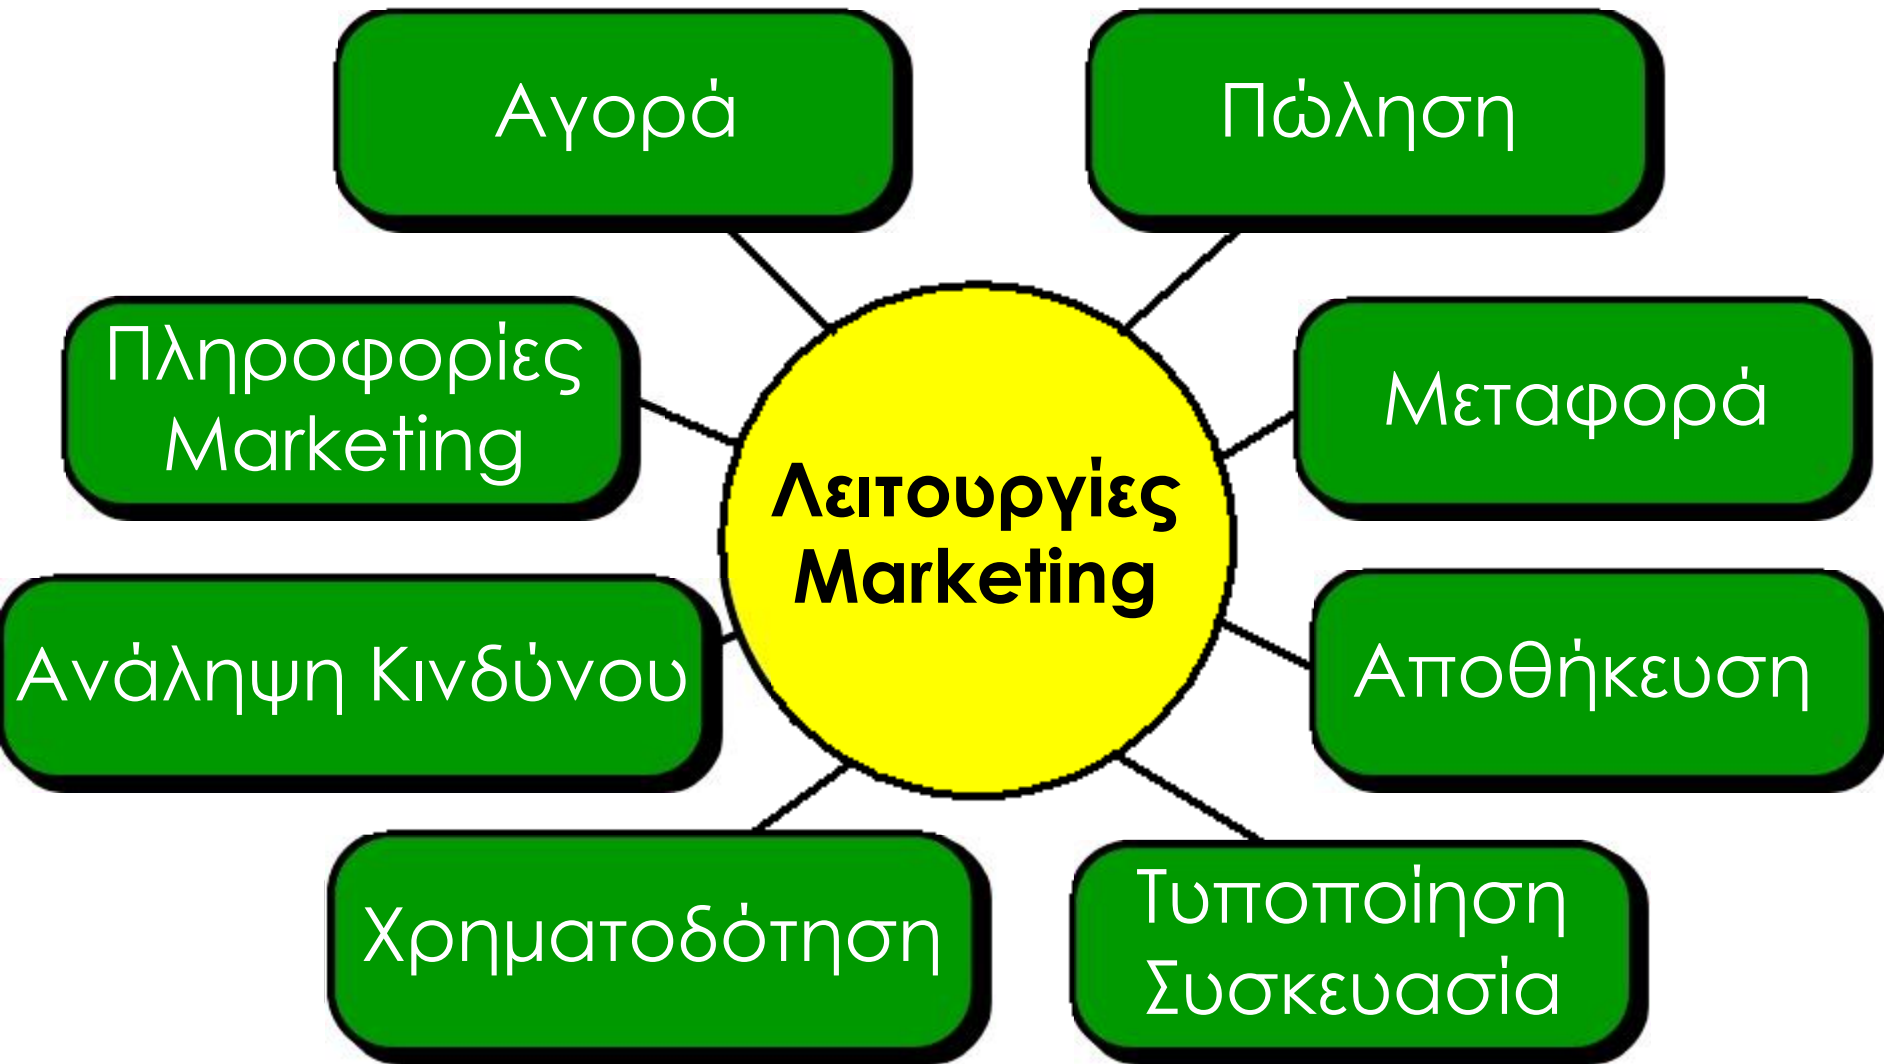 Αγορά
Πώληση
Πληροφορίες
Marketing
Μεταφορά
Λειτουργίες
Marketing
Ανάληψη Κινδύνου
Αποθήκευση
Χρηματοδότηση
Τυποποίηση
Συσκευασία